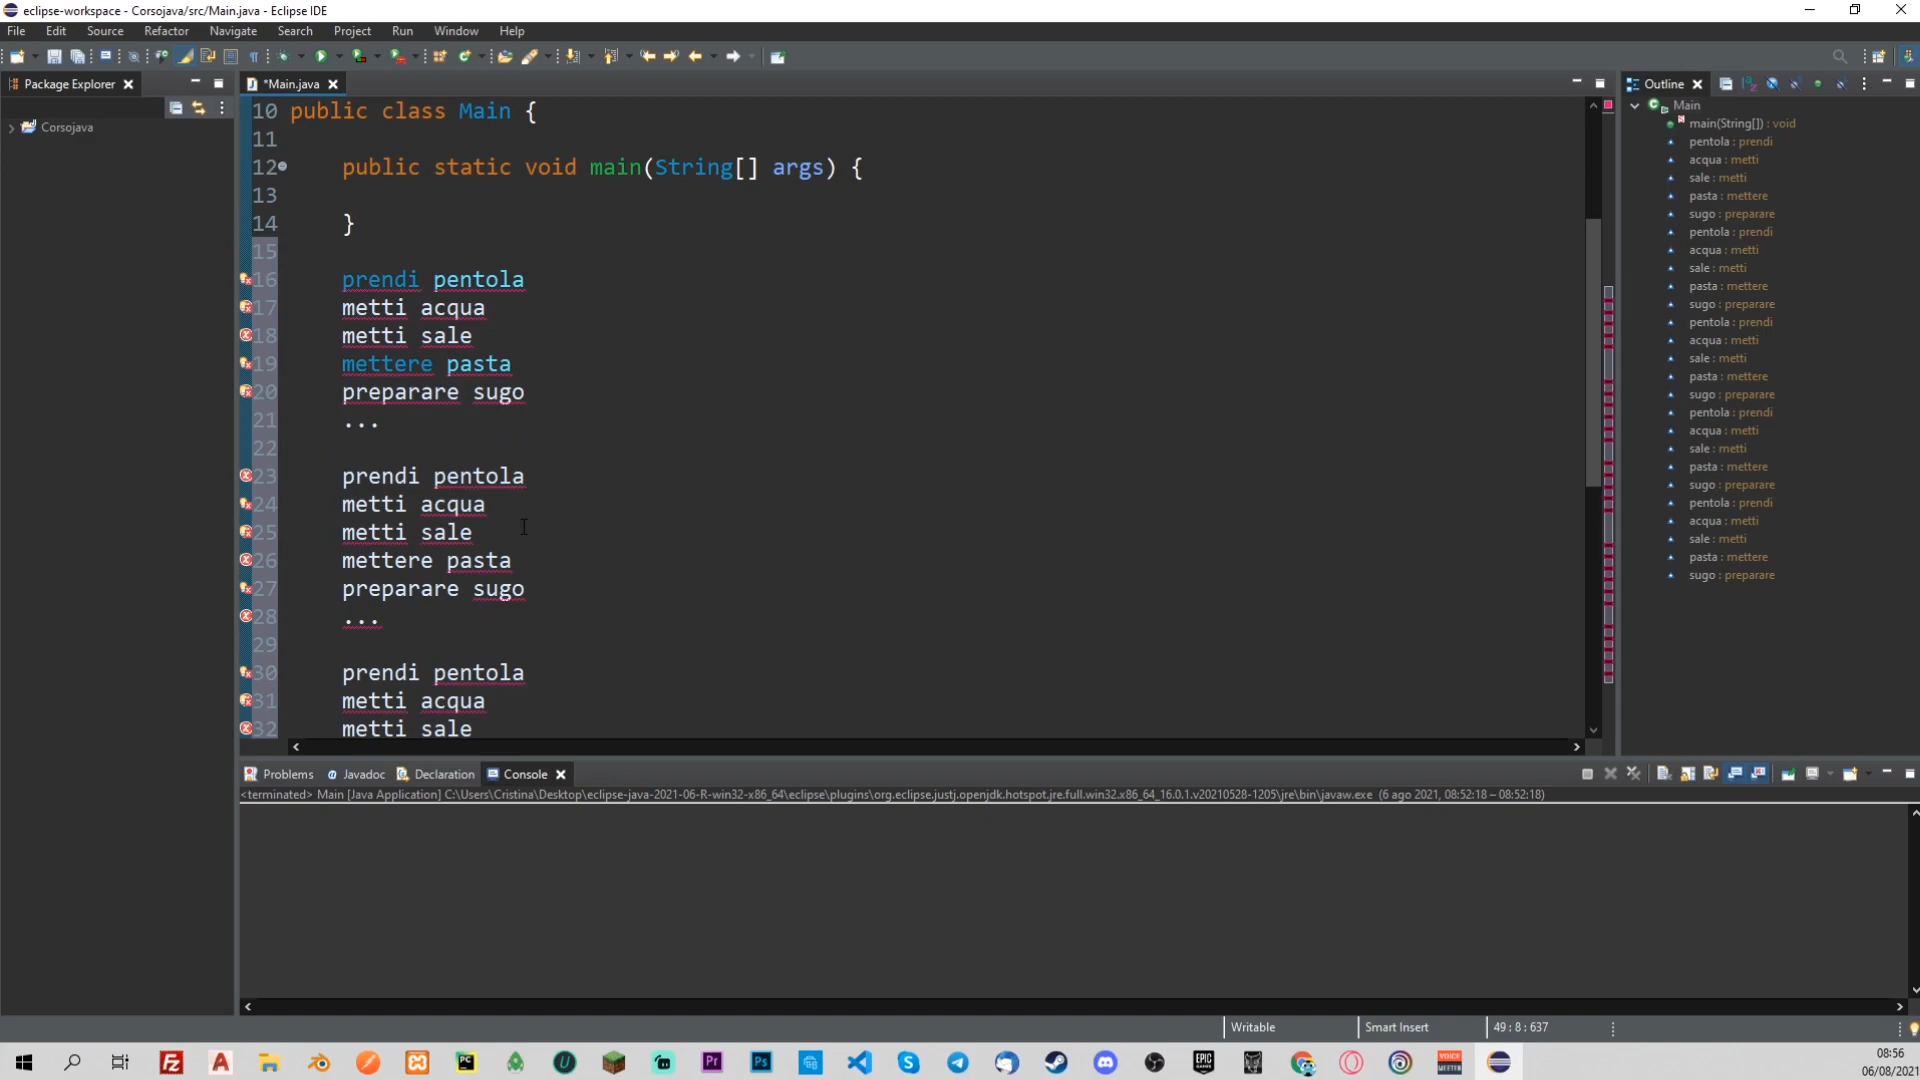 eclipse-workspace - Corsojava/src/Main.java - Eclipse IDE
File Edit Source Refactor Navigate Search Project Run Window Help
Package Explorer
*Main.java
Outline
Corsojava
10 public class Main {
11
12 public static void main(String[] args) {
13
14 }
15
16 prendi pentola
17 metti acqua
18 metti sale
19 mettere pasta
20 preparare sugo
21 ...
22
23 prendi pentola
24 metti acqua
25 metti sale
26 mettere pasta
27 preparare sugo
28 ...
29
30 prendi pentola
31 metti acqua
32 metti sale
Main
main(String[]) : void
pentola : prendi
acqua : metti
sale : metti
pasta : mettere
sugo : preparare
pentola : prendi
acqua : metti
sale : metti
pasta : mettere
sugo : preparare
pentola : prendi
acqua : metti
sale : metti
pasta : mettere
sugo : preparare
pentola : prendi
acqua : metti
sale : metti
pasta : mettere
sugo : preparare
pentola : prendi
acqua : metti
sale : metti
pasta : mettere
sugo : preparare
Problems Javadoc Declaration Console
<terminated> Main [Java Application] C:\Users\Cristina\Desktop\eclipse-java-2021-06-R-win32-x86_64\eclipse\plugins\org.eclipse.justj.openjdk.hotspot.jre.full.win32.x86_64_16.0.1.v20210528-1205\jre\bin\javaw.exe (6 ago 2021, 08:52:18 – 08:52:18)
Writable Smart Insert 49 : 8 : 637
08:56
06/08/2021